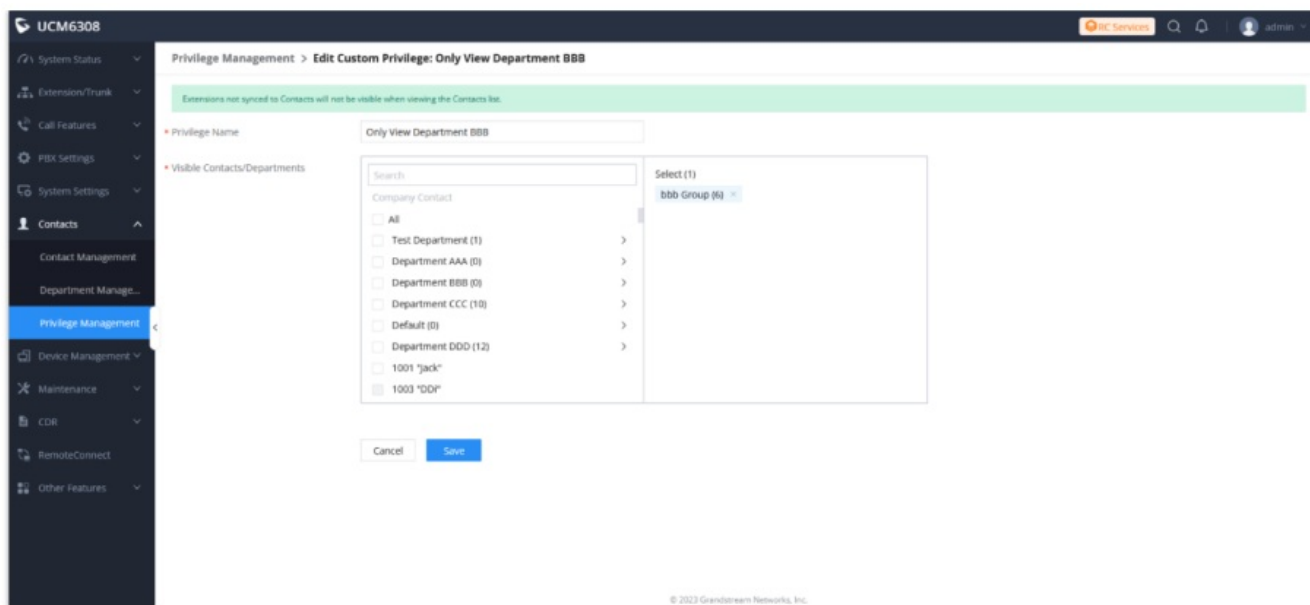 UCM6308
RC Services
admin
System Status
Extension/Trunk
Call Features
PBX Settings
System Settings
Contacts
Contact Management
Department Manage...
Privilege Management
Device Management
Maintenance
CDR
RemoteConnect
Other Features
Privilege Management > Edit Custom Privilege: Only View Department BBB
Extensions not synced to Contacts will not be visible when viewing the Contacts list.
* Privilege Name
Only View Department BBB
* Visible Contacts/Departments
Search
Company Contact
All
Test Department (1)
Department AAA (0)
Department BBB (0)
Department CCC (10)
Default (0)
Department DDD (12)
1001 "Jack"
1003 "DDI"
Select (1)
bbb Group (6) ×
Cancel
Save
© 2023 Grandstream Networks, Inc.